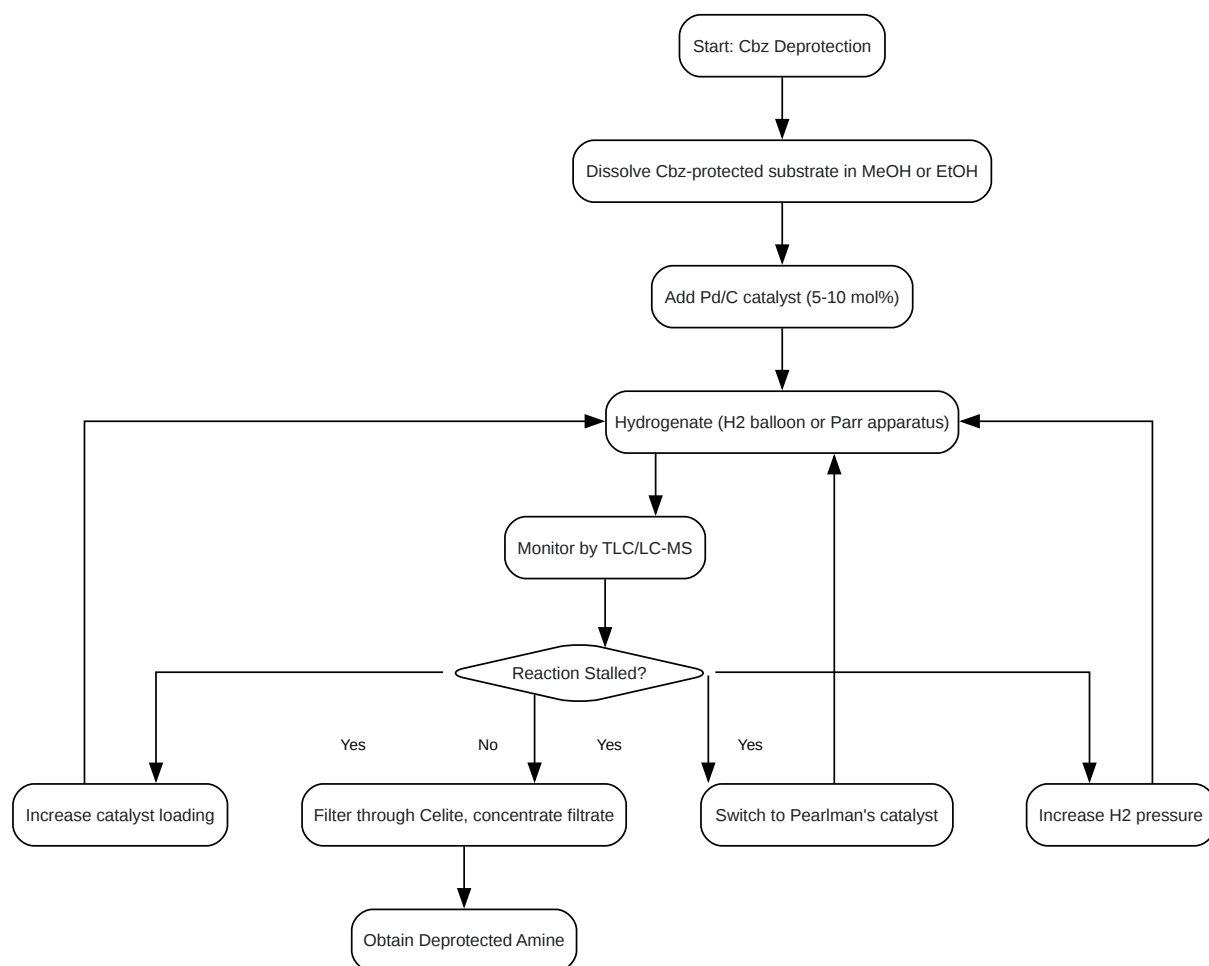 Start: Cbz Deprotection
Dissolve Cbz-protected substrate in MeOH or EtOH
Add Pd/C catalyst (5-10 mol%)
Hydrogenate (H2 balloon or Parr apparatus)
Monitor by TLC/LC-MS
Reaction Stalled?
Yes
No
Yes
Yes
Increase catalyst loading
Filter through Celite, concentrate filtrate
Switch to Pearlman's catalyst
Increase H2 pressure
Obtain Deprotected Amine